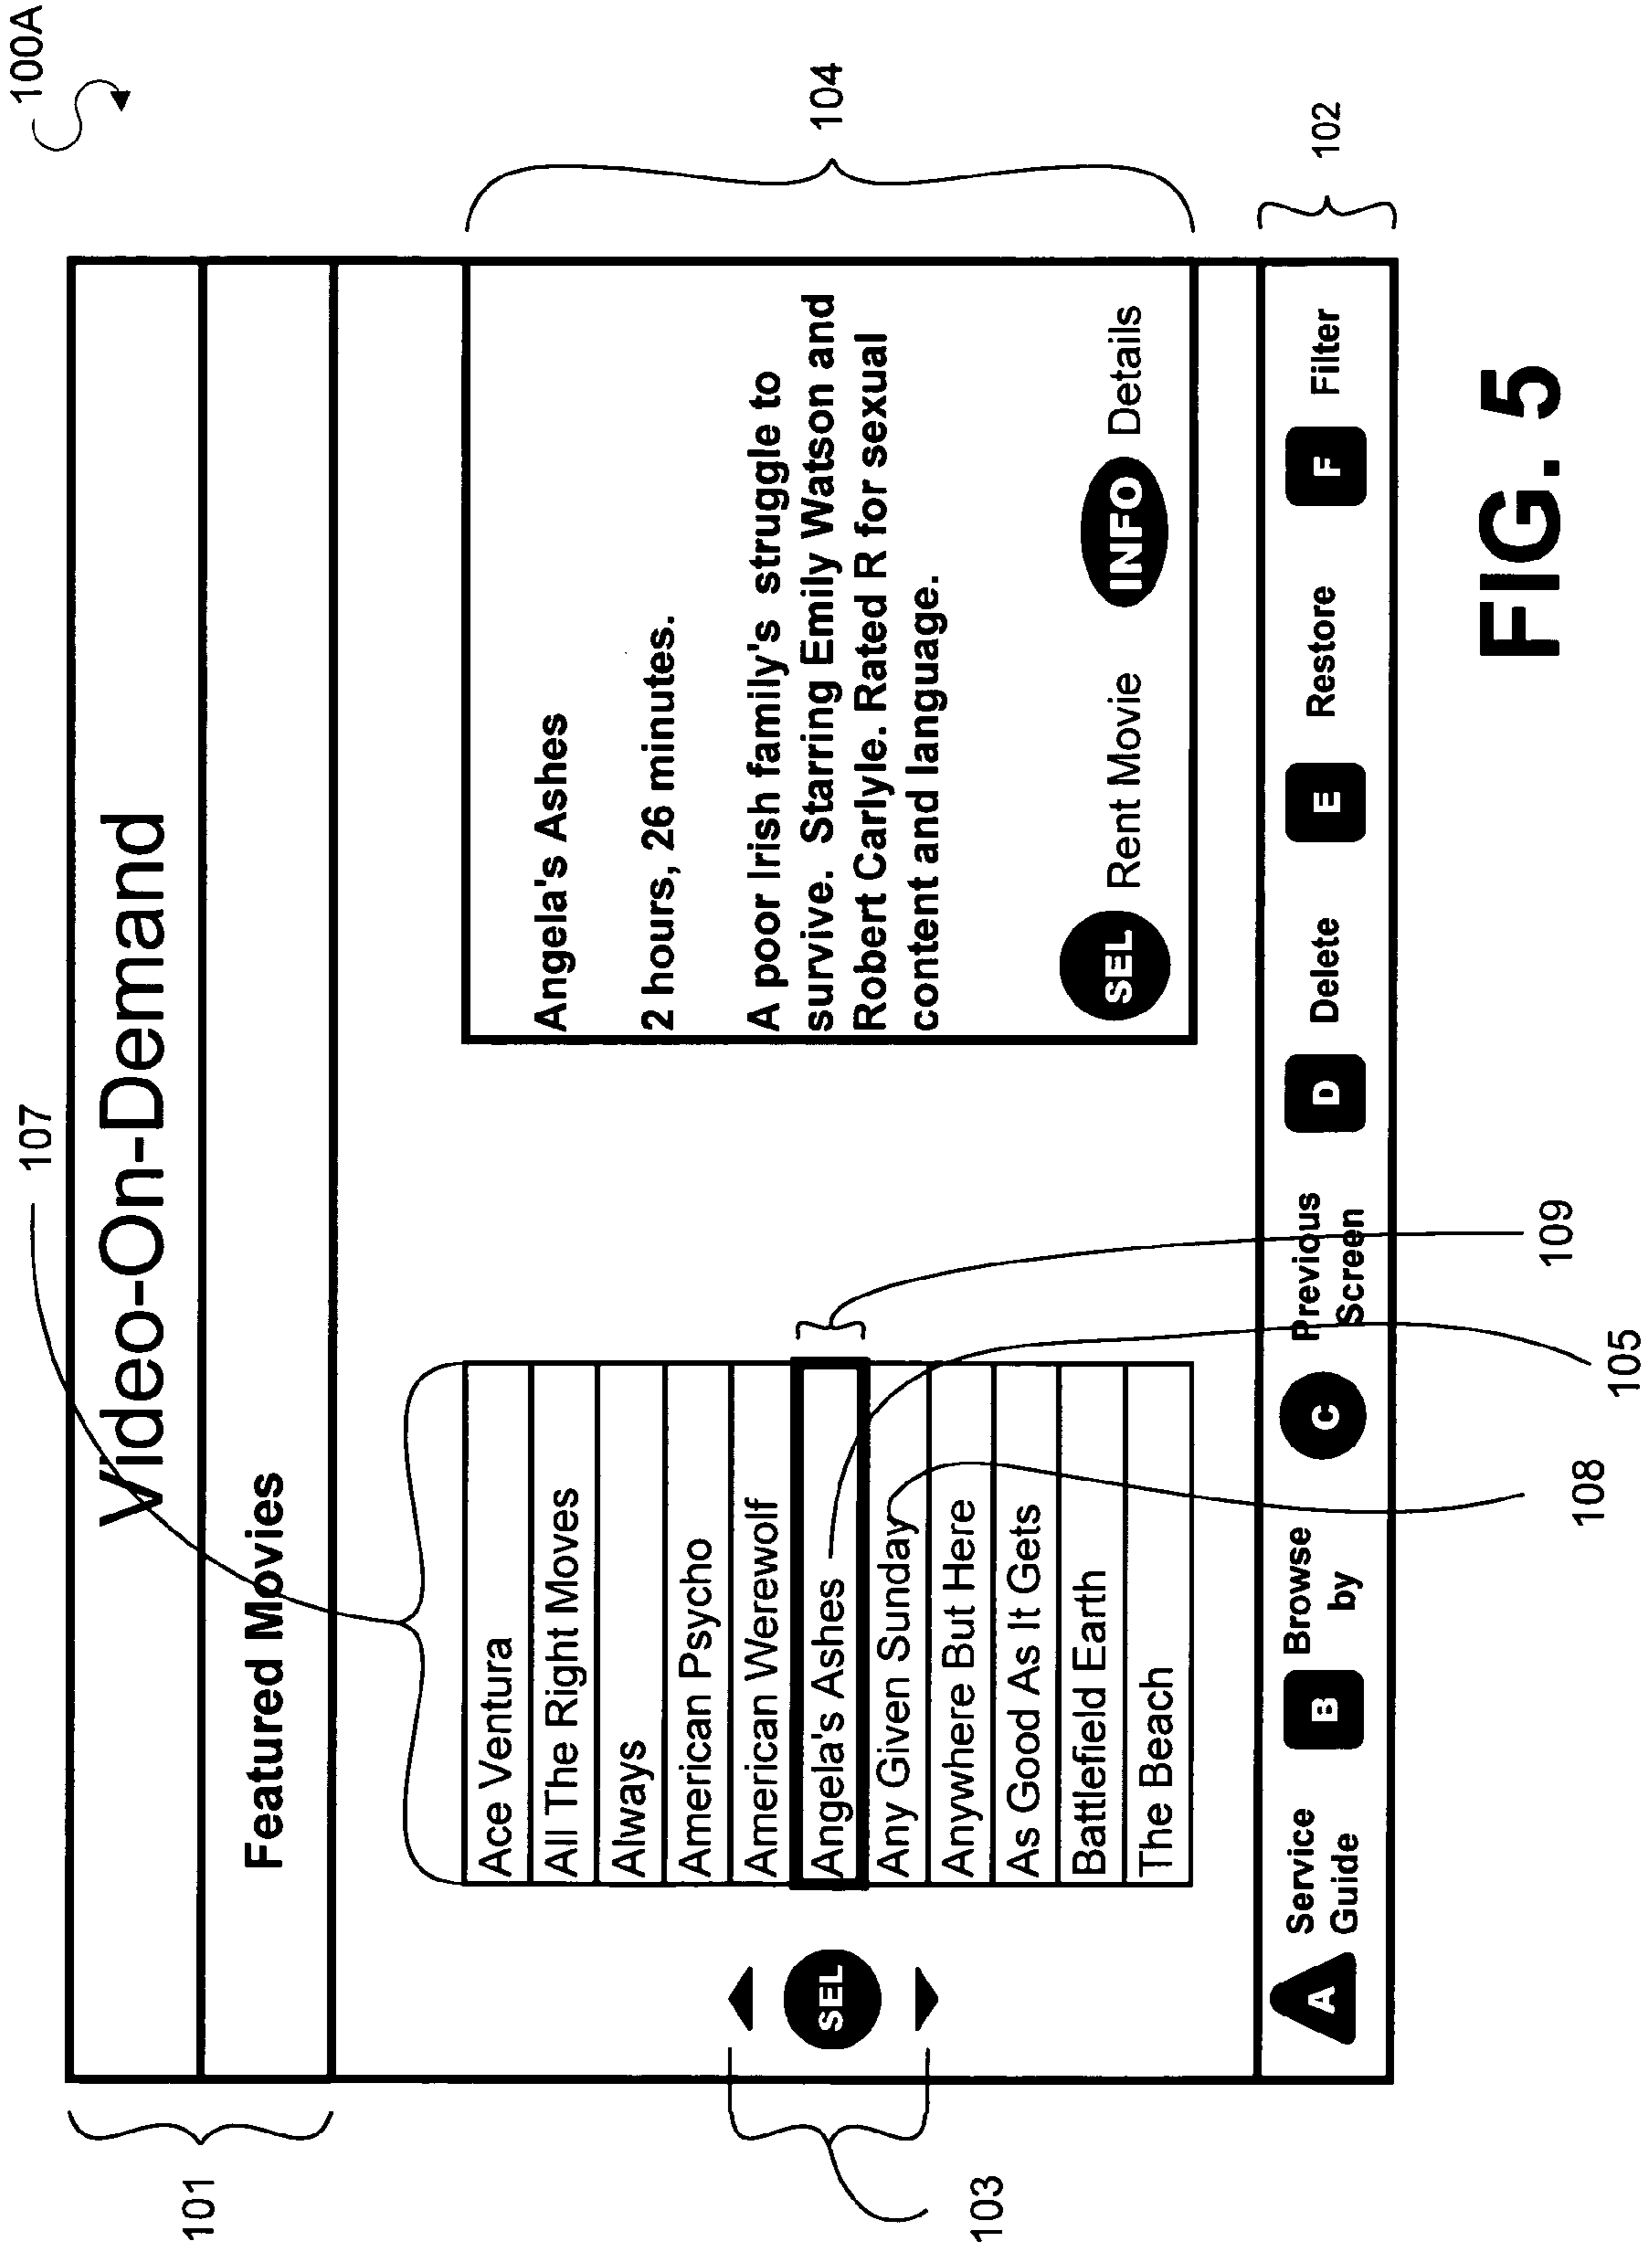 100A
107
Video-On-Demand
101
Featured Movies
Ace Ventura
All The Right Moves
Always
American Psycho
American Werewolf
Angela's Ashes
Any Given Sunday
Anywhere But Here
As Good As It Gets
Battlefield Earth
The Beach
SEL
103
Angela's Ashes
2 hours, 26 minutes.
A poor Irish family's struggle to
survive. Starring Emily Watson and
Robert Carlyle. Rated R for sexual
content and language.
SEL Rent Movie INFO Details
104
A Service
Guide
B Browse
by
C Previous
Screen
D Delete
E Restore
F Filter
102
109
105
108
FIG. 5